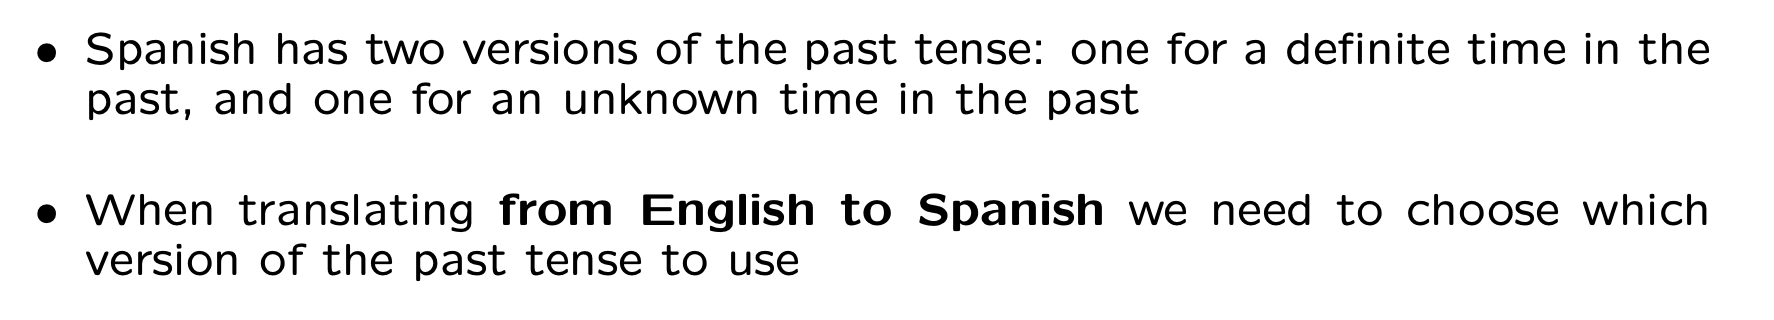 • Spanish has two versions of the past tense: one for a definite time in the
past, and one for an unknown time in the past
• When translating from English to Spanish we need to choose which
version of the past tense to use